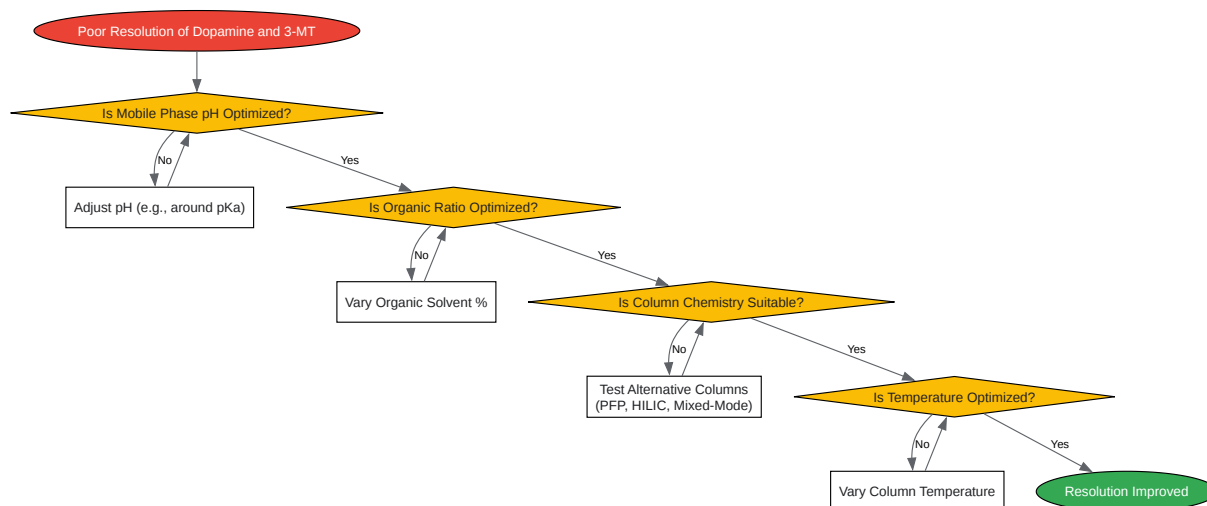 Poor Resolution of Dopamine and 3-MT
Is Mobile Phase pH Optimized?
No
Yes
Adjust pH (e.g., around pKa)
Is Organic Ratio Optimized?
No
Yes
Vary Organic Solvent %
Is Column Chemistry Suitable?
No
Yes
Test Alternative Columns
(PFP, HILIC, Mixed-Mode)
Is Temperature Optimized?
No
Yes
Vary Column Temperature
Resolution Improved